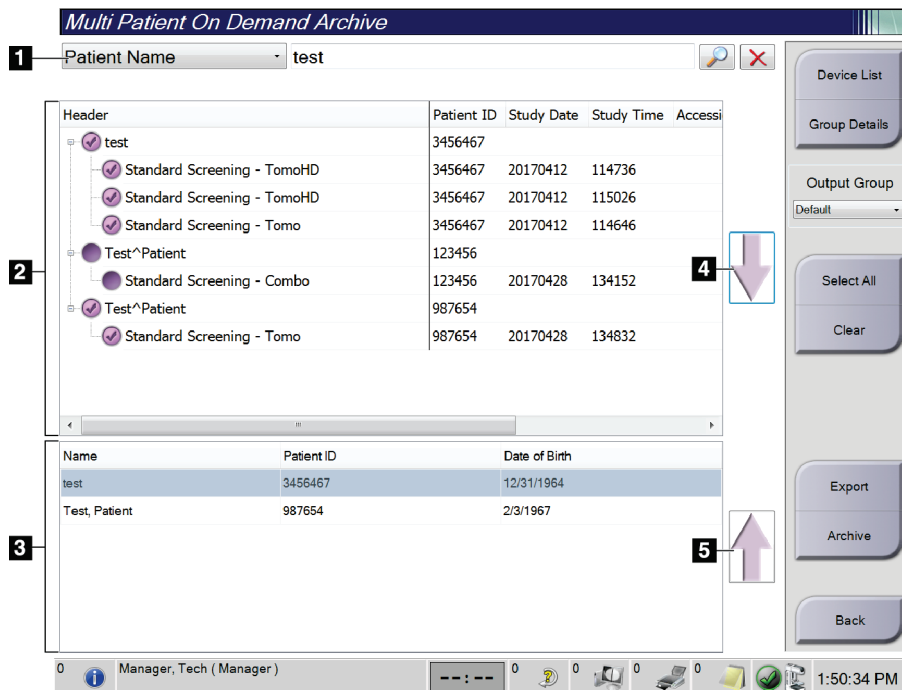 Multi Patient On Demand Archive
1 Patient Name test
Device List
Group Details
Output Group
Default
Select All
Clear
Export
Archive
Back
2
Header Patient ID Study Date Study Time Accessi
test 3456467
Standard Screening - TomoHD 3456467 20170412 114736
Standard Screening - TomoHD 3456467 20170412 115026
Standard Screening - Tomo 3456467 20170412 114646
Test^Patient 123456
Standard Screening - Combo 123456 20170428 134152
Test^Patient 987654
Standard Screening - Tomo 987654 20170428 134832
4
3
Name Patient ID Date of Birth
test 3456467 12/31/1964
Test, Patient 987654 2/3/1967
5
0 Manager, Tech ( Manager ) --:-- 0 0 0 0 1:50:34 PM